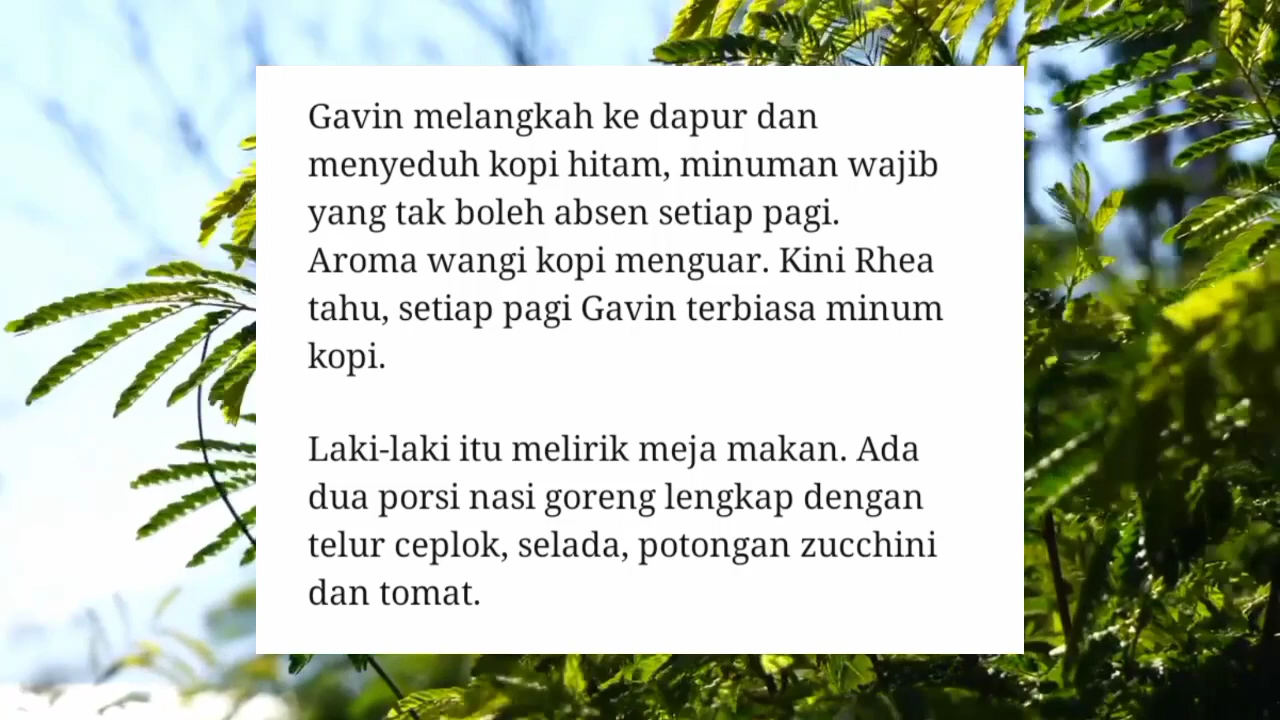 Gavin melangkah ke dapur dan
menyeduh kopi hitam, minuman wajib
yang tak boleh absen setiap pagi.
Aroma wangi kopi menguar. Kini Rhea
tahu, setiap pagi Gavin terbiasa minum
kopi.
Laki-laki itu melirik meja makan. Ada
dua porsi nasi goreng lengkap dengan
telur ceplok, selada, potongan zucchini
dan tomat.